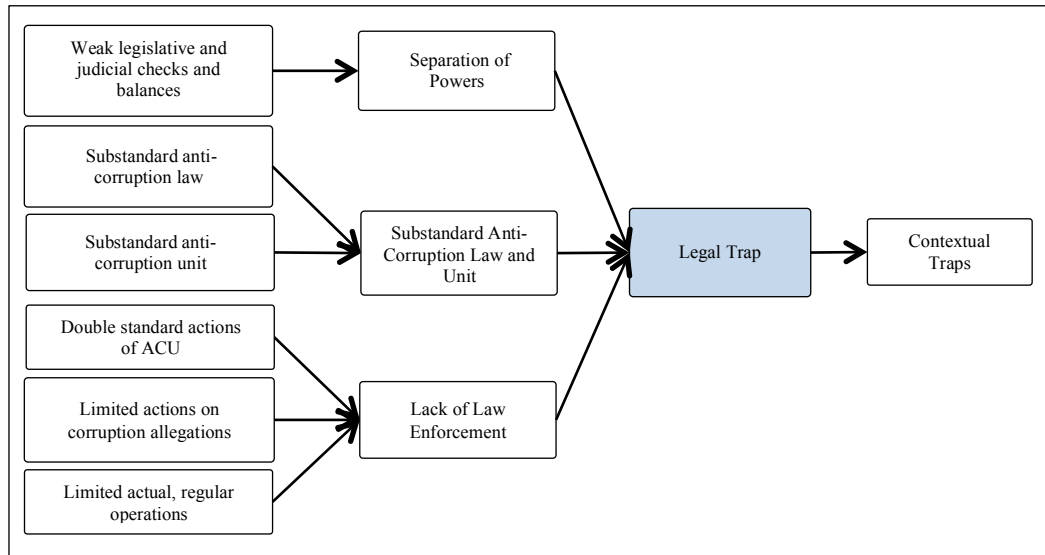 Weak legislative and
judicial checks and
balances
Separation of
Powers
Substandard anti-
corruption law
Substandard anti-
corruption unit
Substandard Anti-
Corruption Law and
Unit
Legal Trap
Contextual
Traps
Double standard actions
of ACU
Limited actions on
corruption allegations
Lack of Law
Enforcement
Limited actual, regular
operations